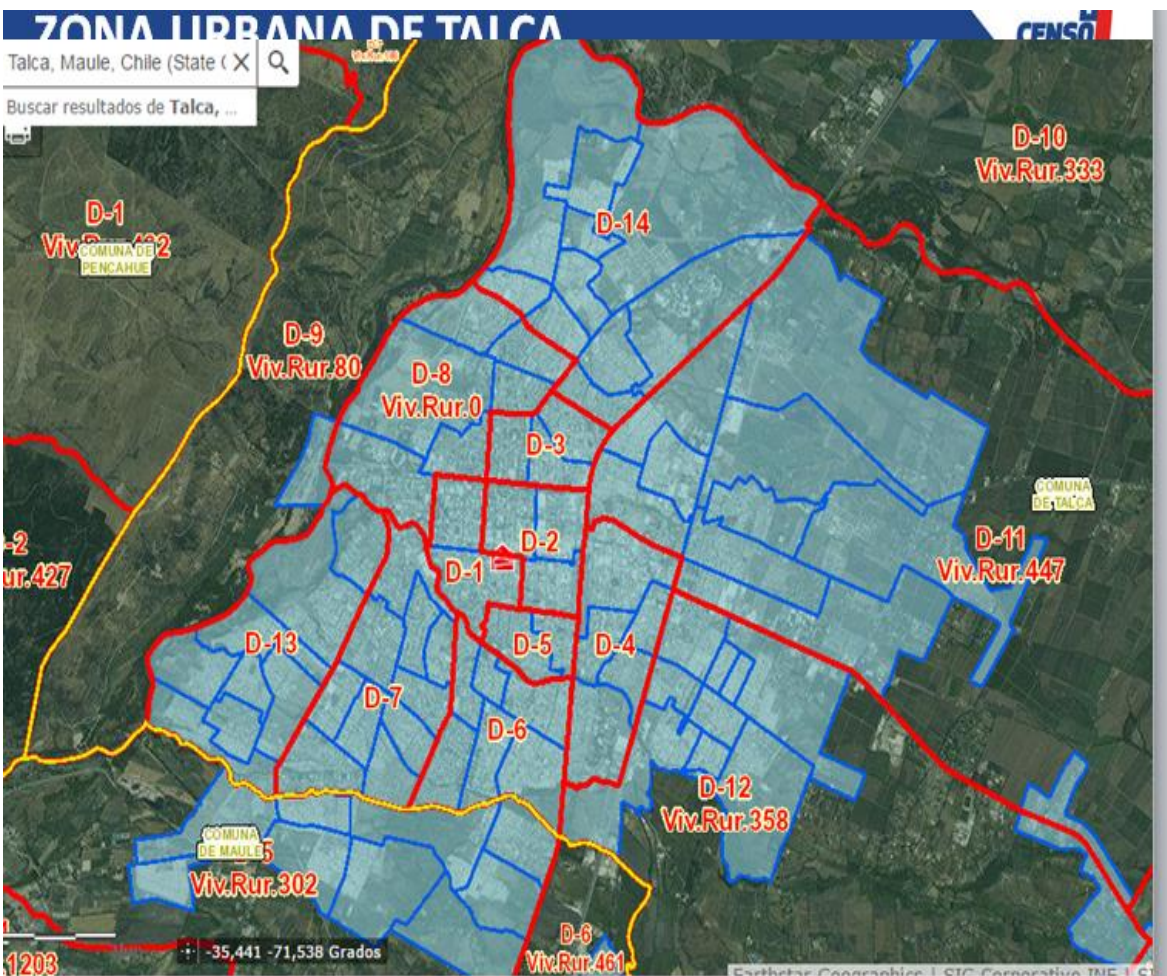 ZONA URBANA DE TALCA
CENSO
Talca, Maule, Chile (State (
Buscar resultados de Talca, ...
D-10
Viv.Rur.333
D-1
COMUNA DE
PENCAHUE
D-14
D-9
Viv.Rur.80
D-8
Viv.Rur.0
D-3
COMUNA
DE TALCA
D-2
D-11
Viv.Rur.447
-2
ur.427
D-1
D-5
D-4
D-13
D-7
D-6
D-12
Viv.Rur.358
COMUNA
DE MAULE
5
Viv.Rur.302
-35,441 -71,538 Grados
D-6
Viv.Rur.461
1203
Earthstar Geographics